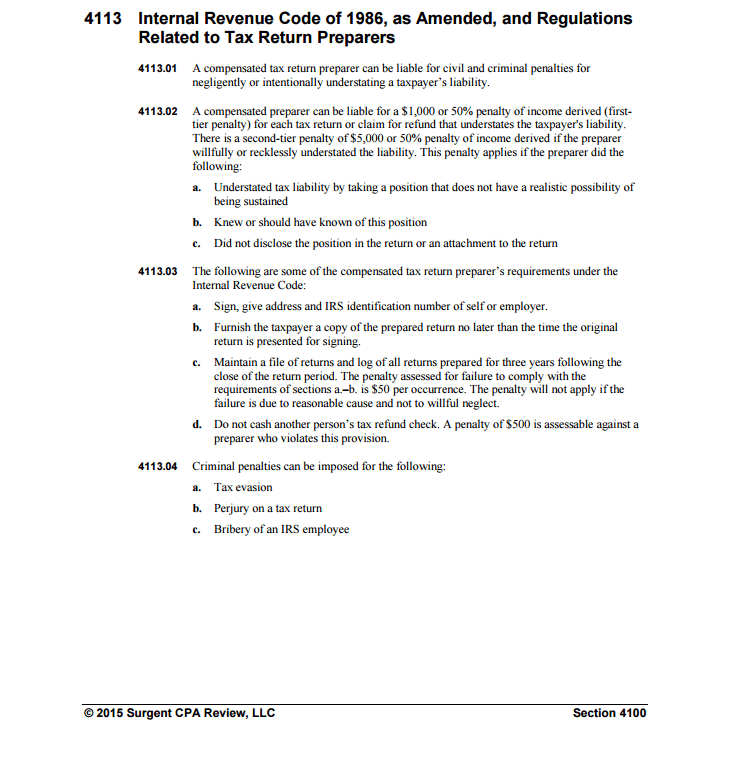 4113 Internal Revenue Code of 1986, as Amended, and Regulations
Related to Tax Return Preparers
4113.01 A compensated tax return preparer can be liable for civil and criminal penalties for
negligently or intentionally understating a taxpayer's liability.
4113.02 A compensated preparer can be liable for a $1,000 or 50% penalty of income derived (first-
tier penalty) for each tax return or claim for refund that understates the taxpayer's liability.
There is a second-tier penalty of $5,000 or 50% penalty of income derived if the preparer
willfully or recklessly understated the liability. This penalty applies if the preparer did the
following:
a. Understated tax liability by taking a position that does not have a realistic possibility of
being sustained
b. Knew or should have known of this position
c. Did not disclose the position in the return or an attachment to the return
4113.03 The following are some of the compensated tax return preparer's requirements under the
Internal Revenue Code:
a. Sign, give address and IRS identification number of self or employer.
b. Furnish the taxpayer a copy of the prepared return no later than the time the original
return is presented for signing.
c. Maintain a file of returns and log of all returns prepared for three years following the
close of the return period. The penalty assessed for failure to comply with the
requirements of sections a.–b. is $50 per occurrence. The penalty will not apply if the
failure is due to reasonable cause and not to willful neglect.
d. Do not cash another person's tax refund check. A penalty of $500 is assessable against a
preparer who violates this provision.
4113.04 Criminal penalties can be imposed for the following:
a. Tax evasion
b. Perjury on a tax return
c. Bribery of an IRS employee
© 2015 Surgent CPA Review, LLC Section 4100